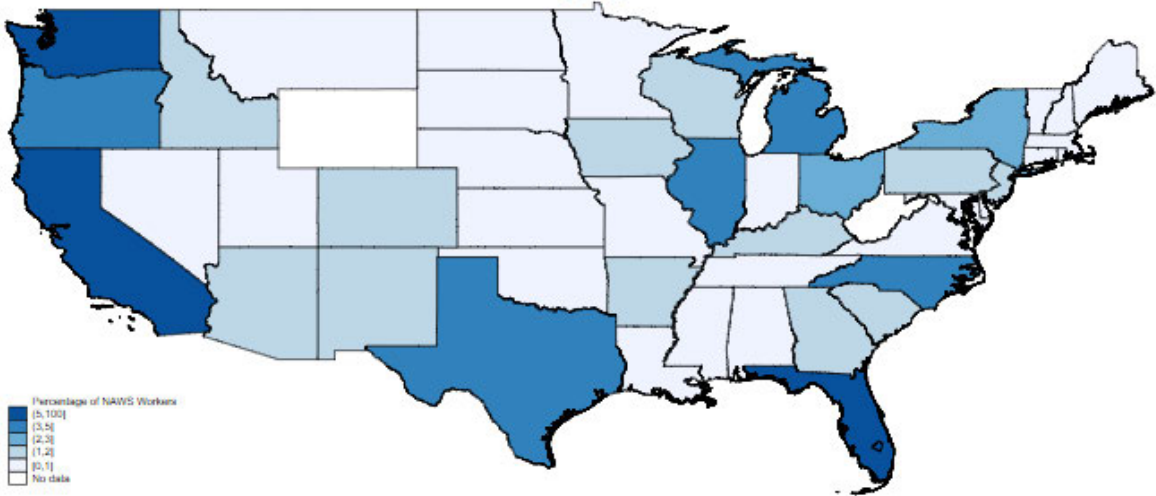 Percentage of NAWS Workers
(5,100]
(3,5]
(2,3]
(1,2]
[0,1]
No data